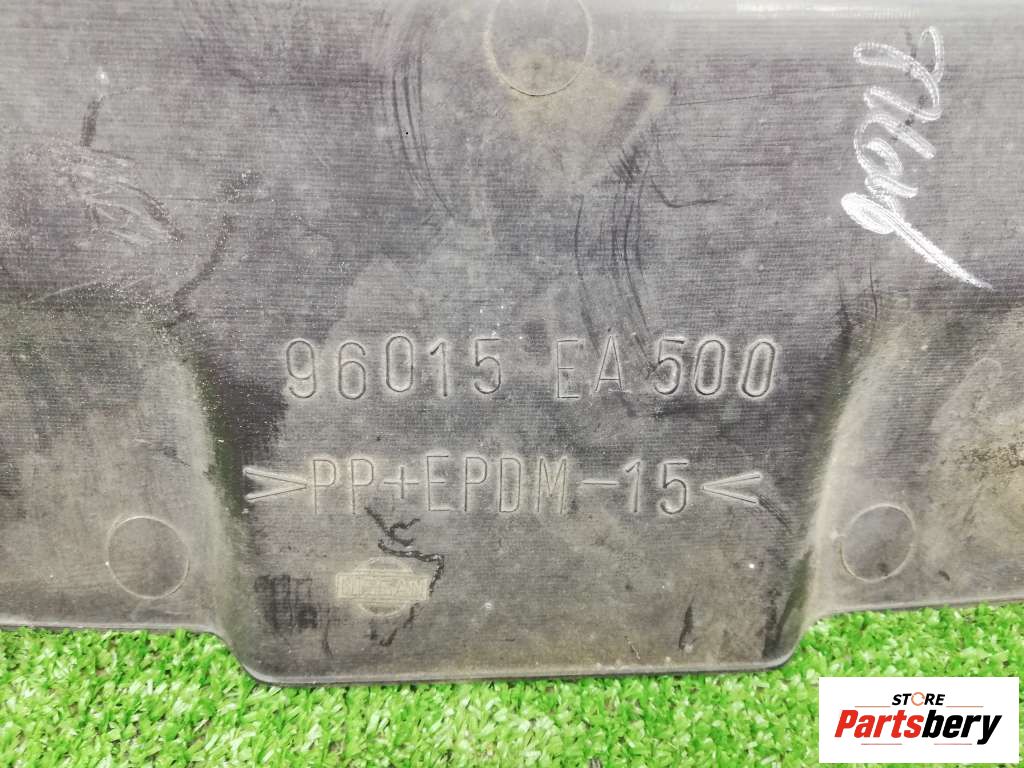 96015 EA500
>PP+EPDM-15<
NISSAN
STORE
Partsbery